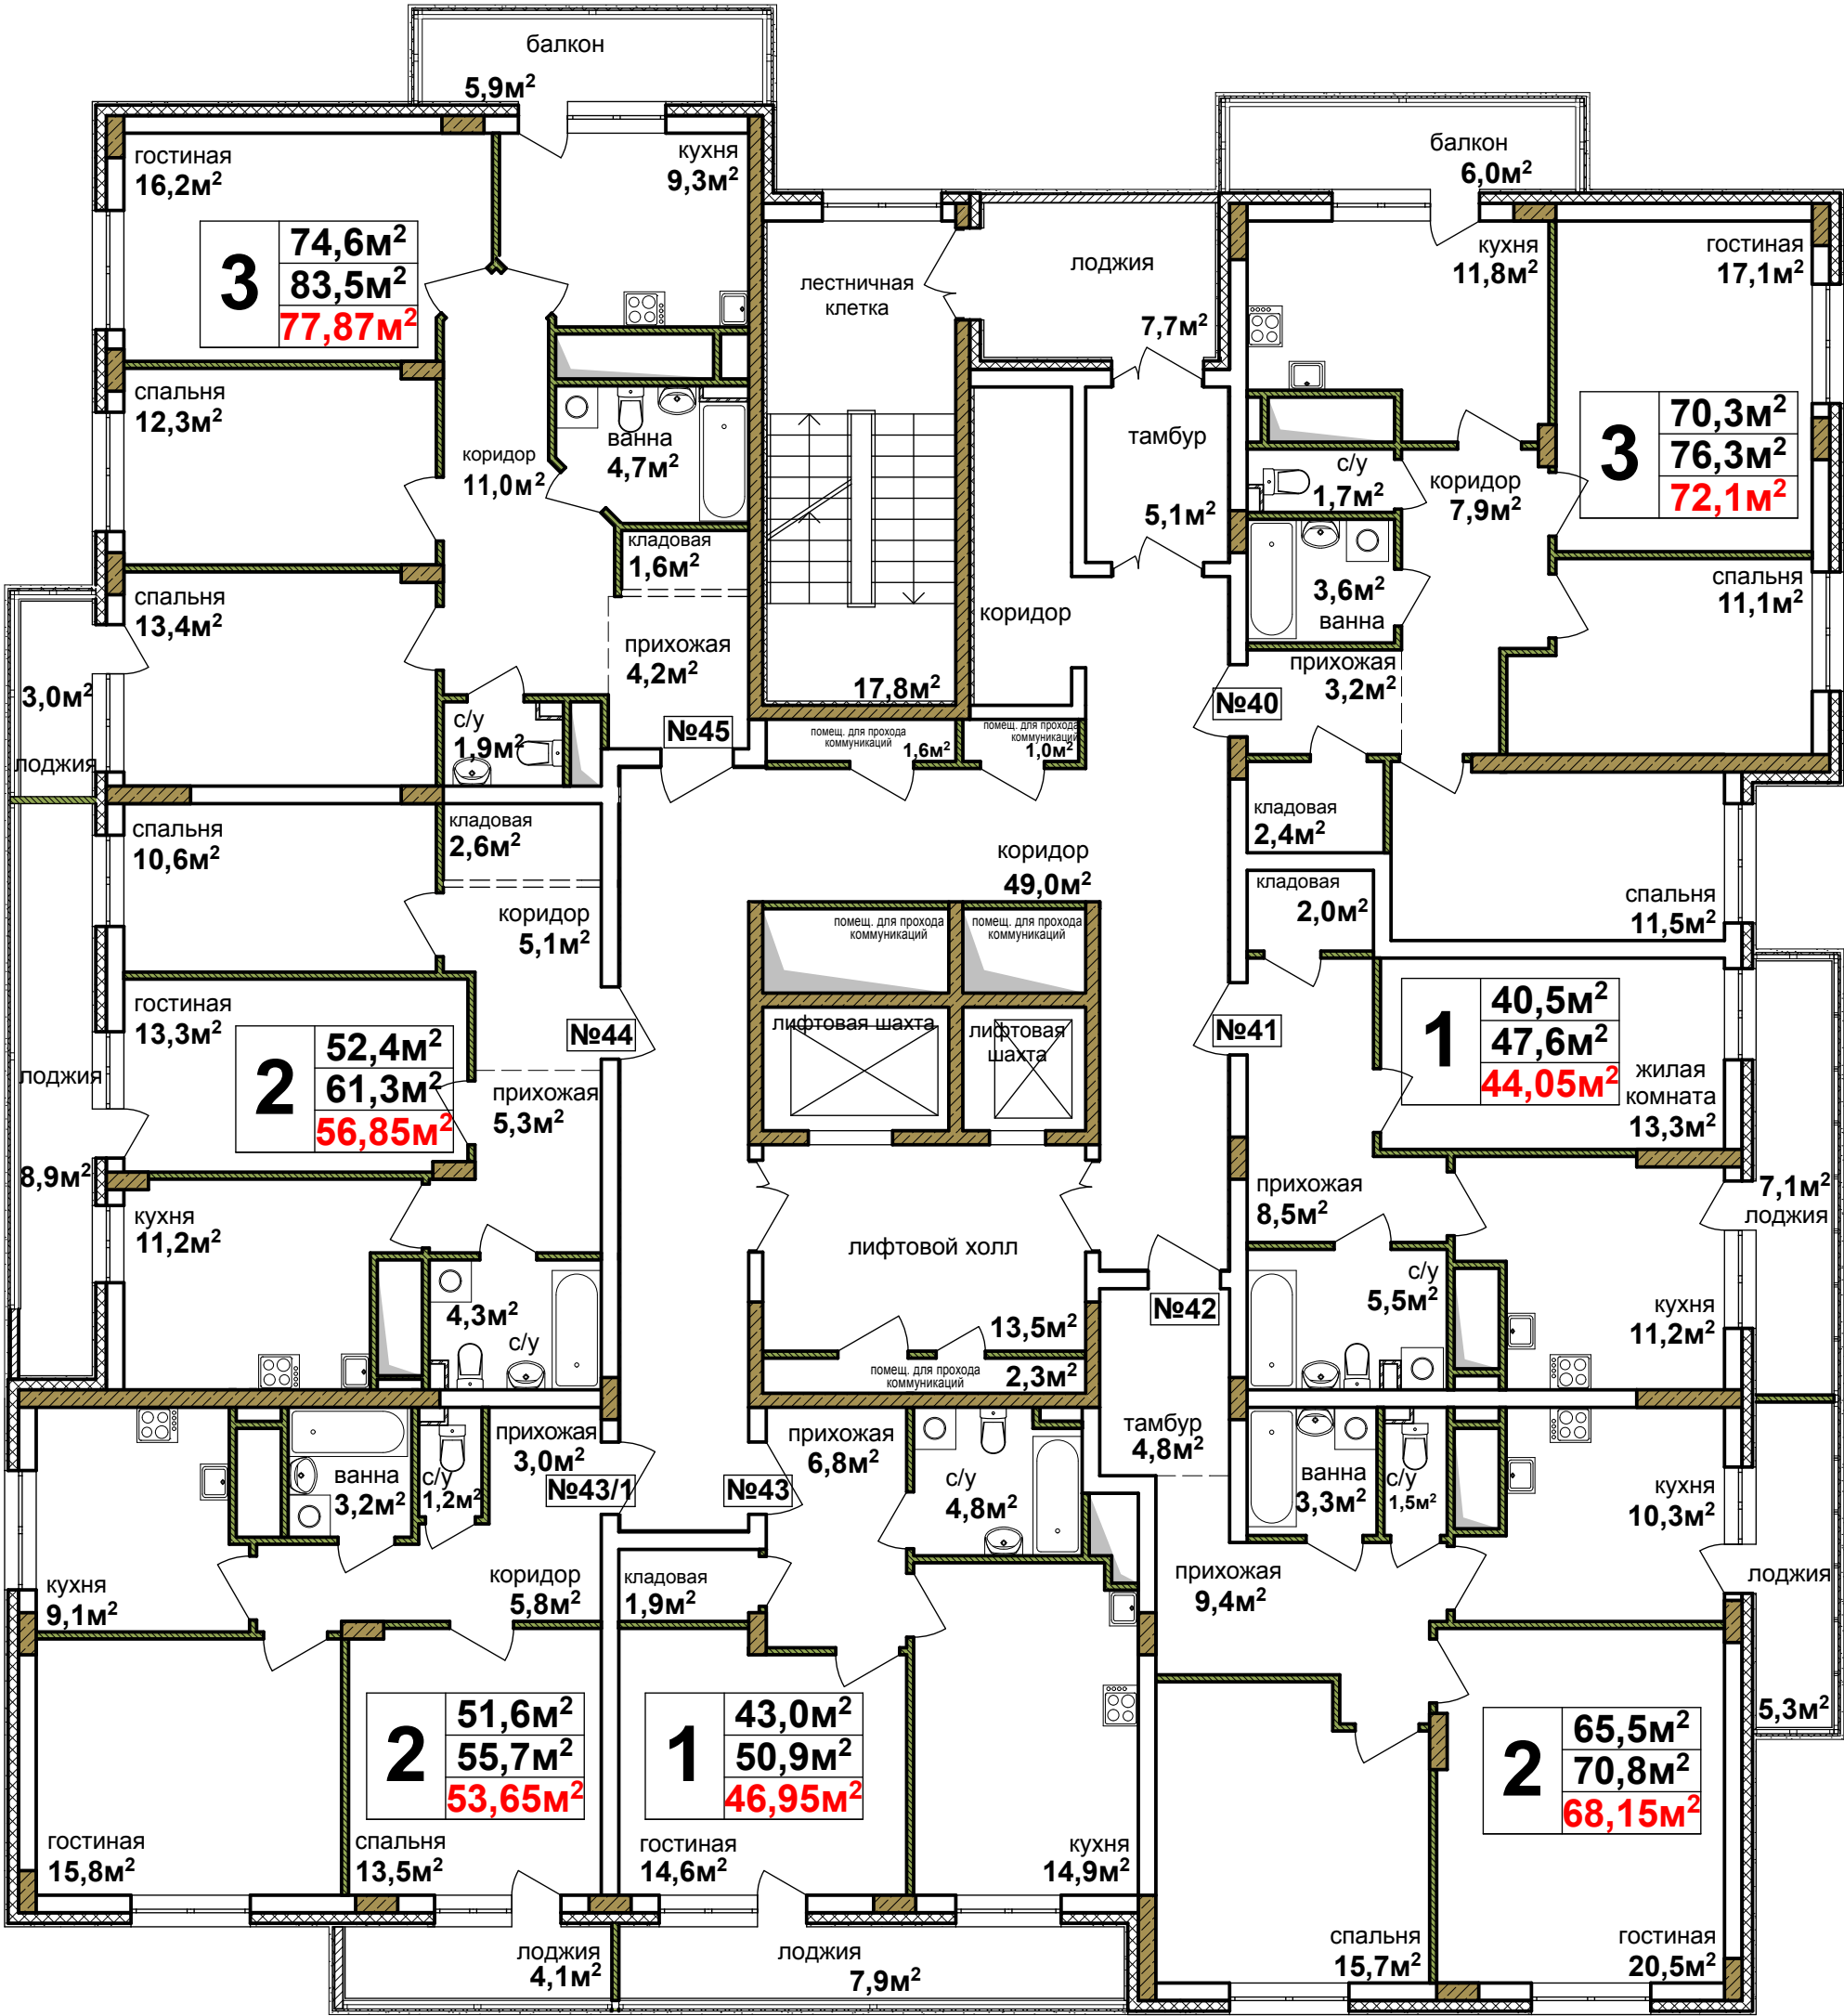 балкон
5,9м²
гостиная
16,2м²
кухня
9,3м²
3
74,6м²
83,5м²
77,87м²
спальня
12,3м²
коридор
11,0м²
ванна
4,7м²
кладовая
1,6м²
спальня
13,4м²
прихожая
4,2м²
3,0м²
лоджия
с/у
1,9м²
№45
лестничная
клетка
17,8м²
лоджия
7,7м²
тамбур
5,1м²
коридор
помещ. для прохода
коммуникаций
1,6м²
помещ. для прохода
коммуникаций
1,0м²
балкон
6,0м²
кухня
11,8м²
гостиная
17,1м²
3
70,3м²
76,3м²
72,1м²
с/у
1,7м²
коридор
7,9м²
3,6м²
ванна
спальня
11,1м²
прихожая
3,2м²
№40
кладовая
2,4м²
спальня
11,5м²
спальня
10,6м²
кладовая
2,6м²
коридор
5,1м²
гостиная
13,3м²
2
52,4м²
61,3м²
56,85м²
№44
прихожая
5,3м²
лоджия
8,9м²
кухня
11,2м²
4,3м²
с/у
коридор
49,0м²
помещ. для прохода
коммуникаций
помещ. для прохода
коммуникаций
лифтовая шахта
лифтовая
шахта
лифтовой холл
13,5м²
помещ. для прохода
коммуникаций
2,3м²
кладовая
2,0м²
№41
1
40,5м²
47,6м²
44,05м²
жилая
комната
13,3м²
прихожая
8,5м²
7,1м²
лоджия
с/у
5,5м²
кухня
11,2м²
№42
тамбур
4,8м²
прихожая
3,0м²
№43/1
ванна
3,2м²
с/у
1,2м²
кухня
9,1м²
коридор
5,8м²
2
51,6м²
55,7м²
53,65м²
гостиная
15,8м²
спальня
13,5м²
лоджия
4,1м²
прихожая
6,8м²
№43
с/у
4,8м²
кладовая
1,9м²
1
43,0м²
50,9м²
46,95м²
гостиная
14,6м²
кухня
14,9м²
лоджия
7,9м²
ванна
3,3м²
с/у
1,5м²
кухня
10,3м²
прихожая
9,4м²
лоджия
5,3м²
2
65,5м²
70,8м²
68,15м²
спальня
15,7м²
гостиная
20,5м²